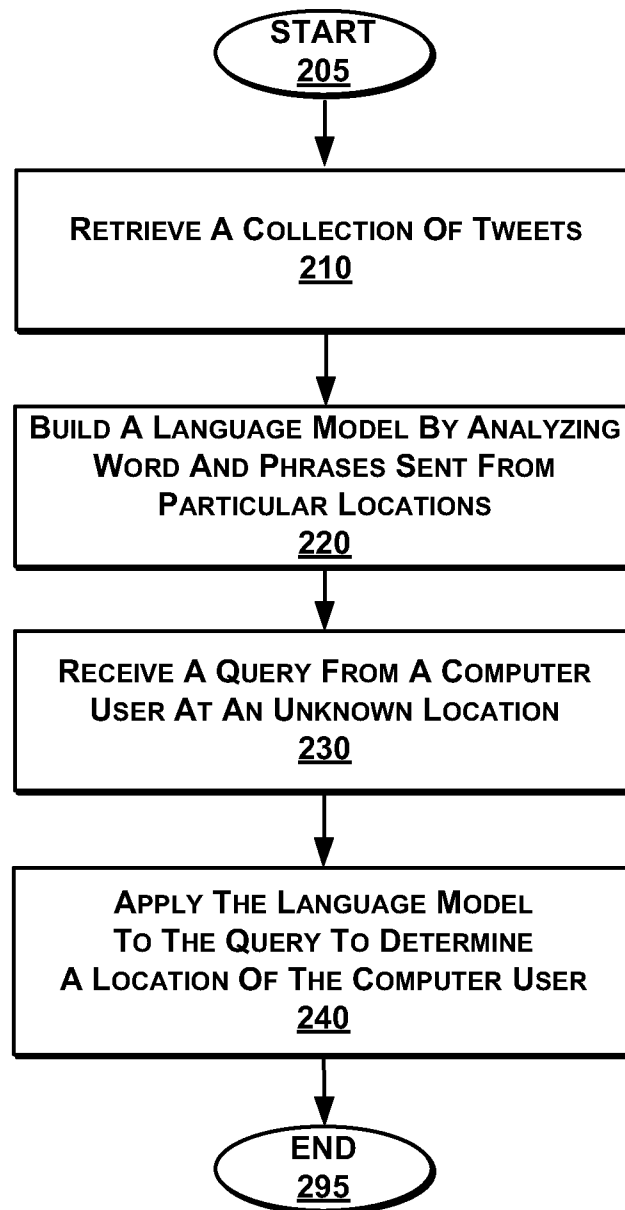 START
205
RETRIEVE A COLLECTION OF TWEETS
210
BUILD A LANGUAGE MODEL BY ANALYZING
WORD AND PHRASES SENT FROM
PARTICULAR LOCATIONS
220
RECEIVE A QUERY FROM A COMPUTER
USER AT AN UNKNOWN LOCATION
230
APPLY THE LANGUAGE MODEL
TO THE QUERY TO DETERMINE
A LOCATION OF THE COMPUTER USER
240
END
295